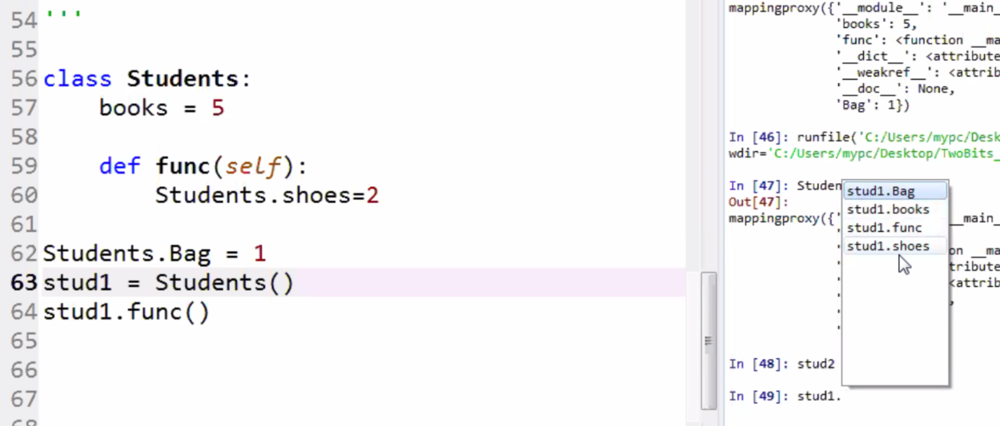 54 '''
55
56 class Students:
57     books = 5
58
59     def func(self):
60         Students.shoes=2
61
62 Students.Bag = 1
63 stud1 = Students()
64 stud1.func()
65
66
67
68
mappingproxy({'__module__': '__main_
'books': 5,
'func': <function __ma
'__dict__': <attribute
'__weakref__': <attrib
'__doc__': None,
'Bag': 1})
In [46]: runfile('C:/Users/mypc/Desk
wdir='C:/Users/mypc/Desktop/TwoBits_
In [47]: Studen
Out[47]:
mappingproxy({' __main_
on __ma
tribute
<attrib
,
stud1.Bag
stud1.books
stud1.func
stud1.shoes
In [48]: stud2
In [49]: stud1.